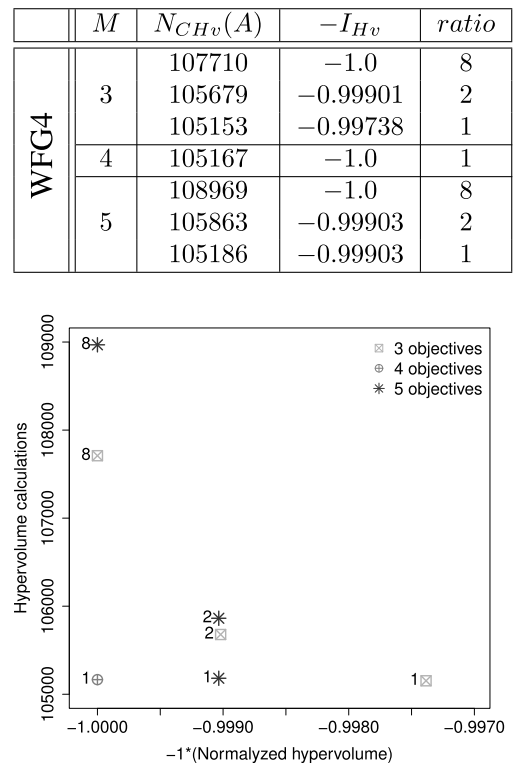 M N_CHv(A) −I_Hv ratio
WFG4
3
107710 −1.0 8
105679 −0.99901 2
105153 −0.99738 1
4 105167 −1.0 1
5
108969 −1.0 8
105863 −0.99903 2
105186 −0.99903 1
3 objectives
4 objectives
5 objectives
8
8
2
2
1
1
1
Hypervolume calculations
109000
108000
107000
106000
105000
−1.0000 −0.9990 −0.9980 −0.9970
−1*(Normalyzed hypervolume)